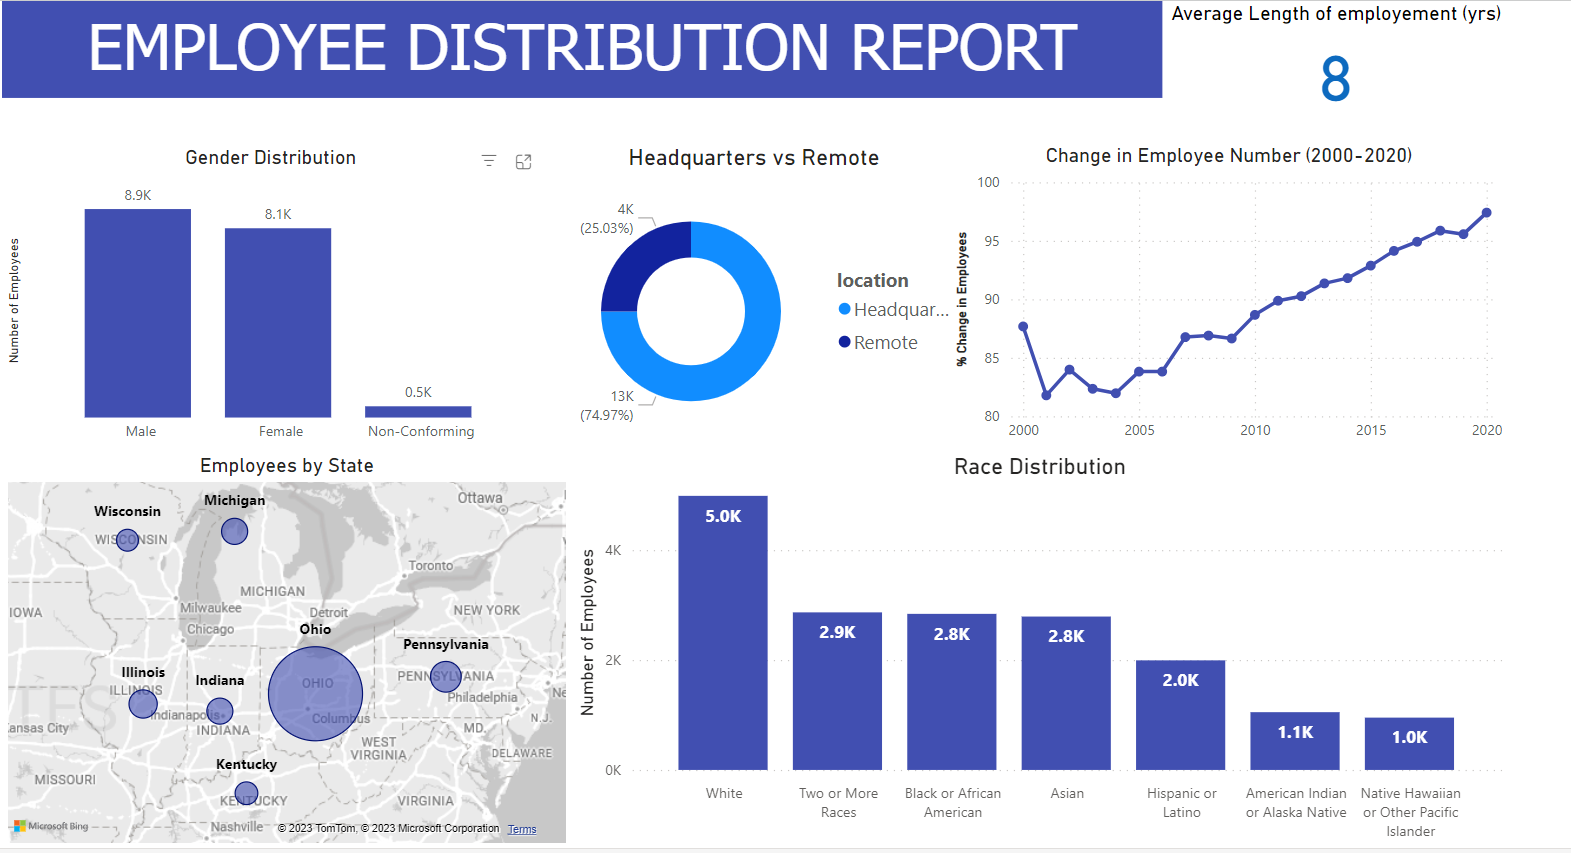 EMPLOYEE DISTRIBUTION REPORT
Average Length of employement (yrs)
8
Gender Distribution
Number of Employees
8.9K
8.1K
0.5K
Male
Female
Non-Conforming
Headquarters vs Remote
4K
(25.03%)
13K
(74.97%)
location
Headquar...
Remote
Change in Employee Number (2000-2020)
% Change in Employees
100
95
90
85
80
2000
2005
2010
2015
2020
Employees by State
Wisconsin
Michigan
Ohio
Pennsylvania
Illinois
Indiana
Kentucky
WISCONSIN
Ottawa
Toronto
MICHIGAN
IOWA
Milwaukee
Detroit
NEW YORK
Chicago
ILLINOIS
OHIO
PENNSYLVANIA
Philadelphia
Ne
Indianapolis
Columbus
N.J.
ansas City
INDIANA
MD.
WEST
VIRGINIA
DELAWARE
MISSOURI
KENTUCKY
VIRGINIA
Nashville
Microsoft Bing
© 2023 TomTom, © 2023 Microsoft Corporation Terms
Race Distribution
Number of Employees
4K
2K
0K
5.0K
2.9K
2.8K
2.8K
2.0K
1.1K
1.0K
White
Two or More
Races
Black or African
American
Asian
Hispanic or
Latino
American Indian
or Alaska Native
Native Hawaiian
or Other Pacific
Islander